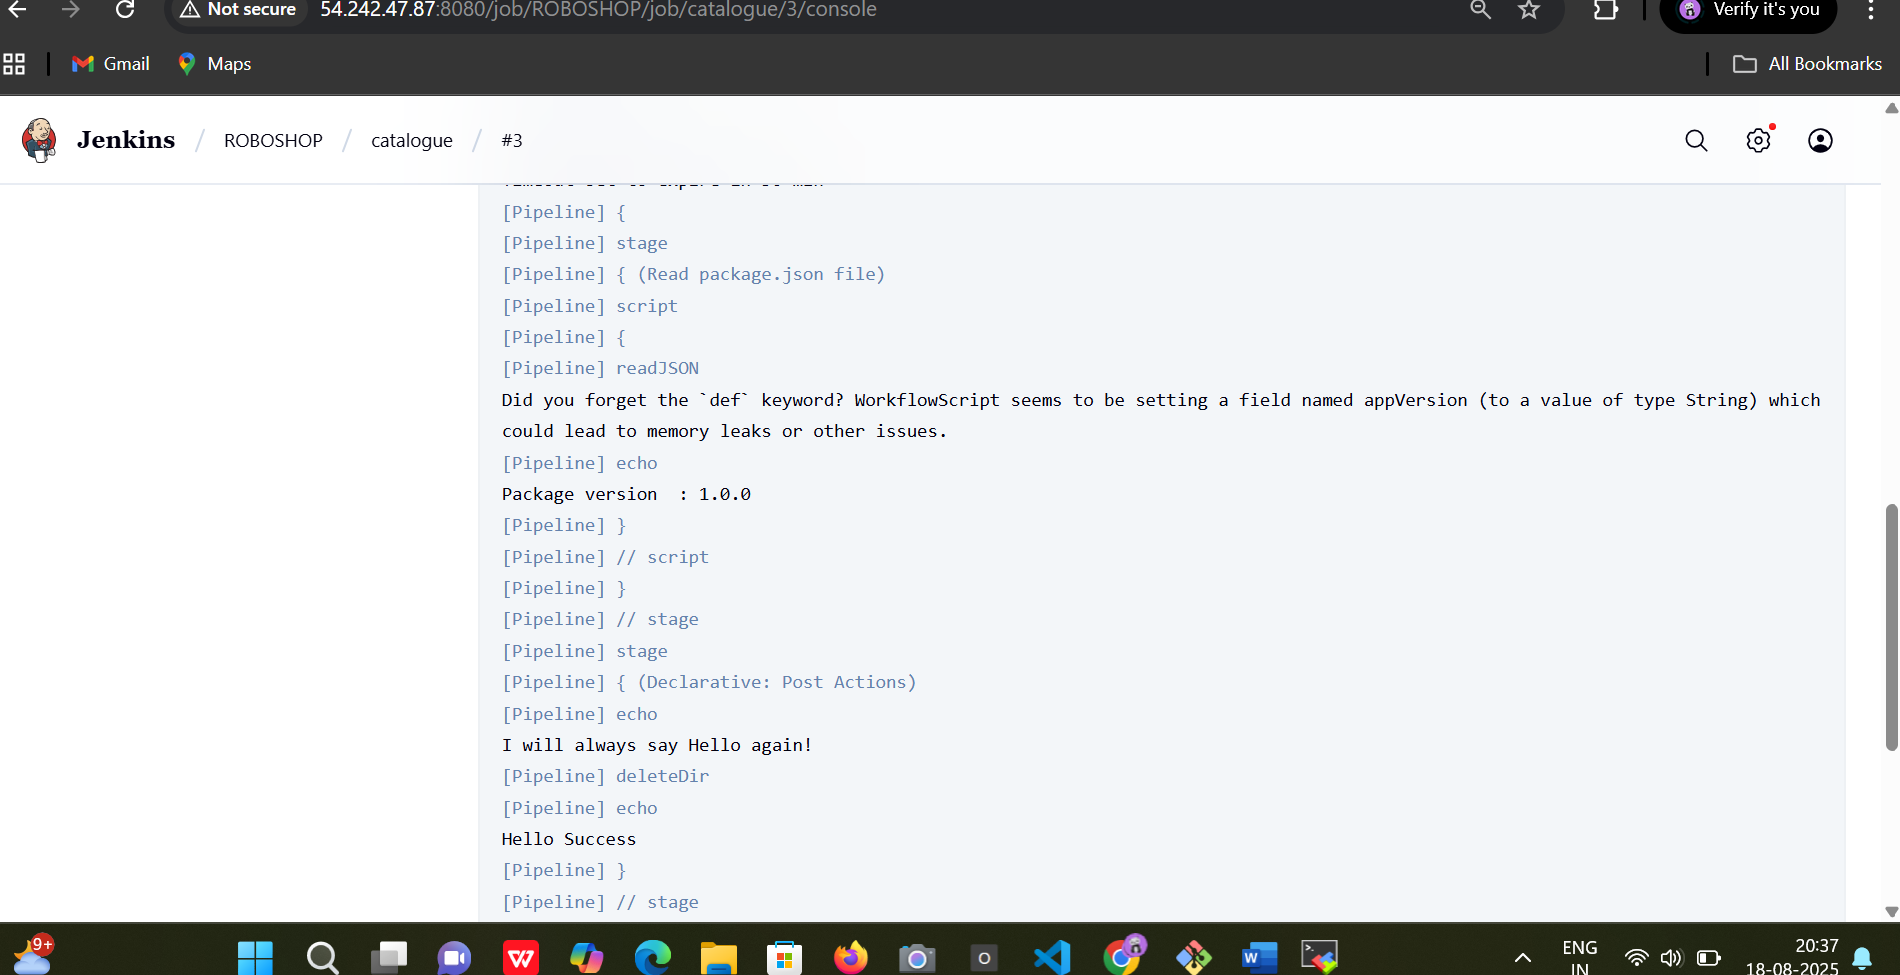 Not secure 54.242.47.87:8080/job/ROBOSHOP/job/catalogue/3/console Verify it's you
Gmail Maps All Bookmarks
Jenkins / ROBOSHOP / catalogue / #3
[Pipeline] {
[Pipeline] stage
[Pipeline] { (Read package.json file)
[Pipeline] script
[Pipeline] {
[Pipeline] readJSON
Did you forget the `def` keyword? WorkflowScript seems to be setting a field named appVersion (to a value of type String) which
could lead to memory leaks or other issues.
[Pipeline] echo
Package version  : 1.0.0
[Pipeline] }
[Pipeline] // script
[Pipeline] }
[Pipeline] // stage
[Pipeline] stage
[Pipeline] { (Declarative: Post Actions)
[Pipeline] echo
I will always say Hello again!
[Pipeline] deleteDir
[Pipeline] echo
Hello Success
[Pipeline] }
[Pipeline] // stage
9+
ENG
IN
20:37
18-08-2025